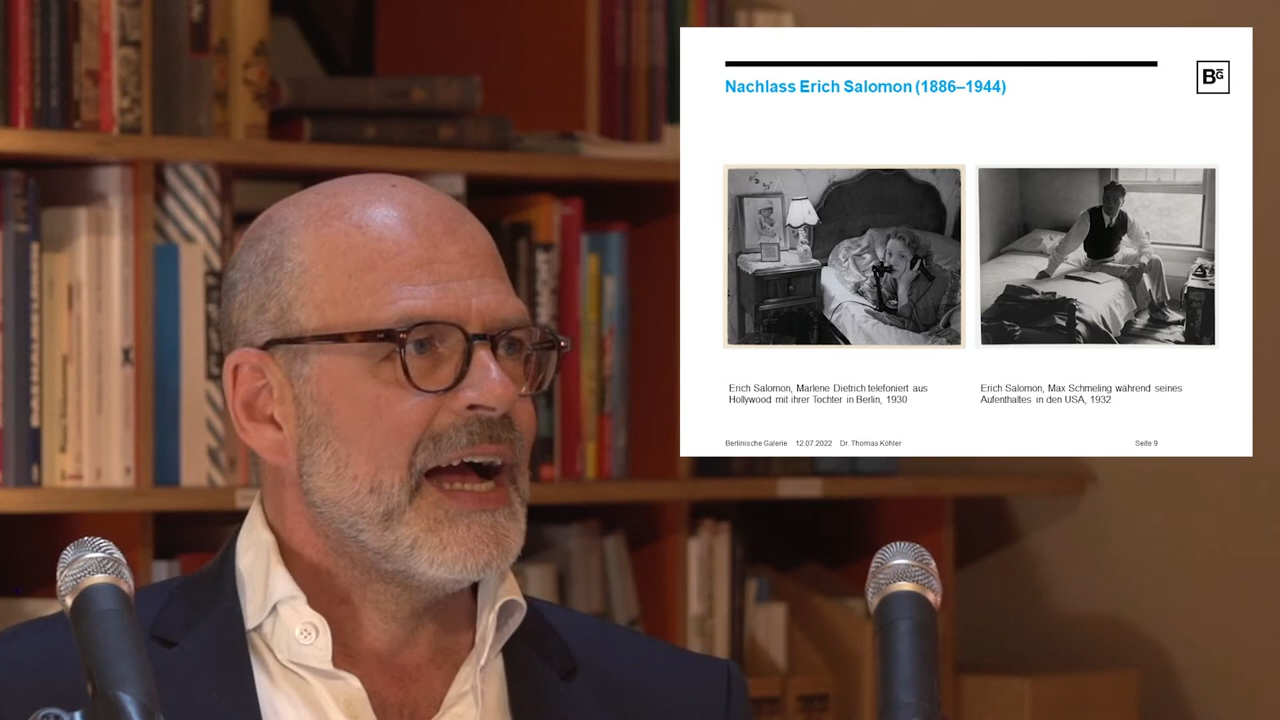 Nachlass Erich Salomon (1886–1944)
BG
Erich Salomon, Marlene Dietrich telefoniert aus
Hollywood mit ihrer Tochter in Berlin, 1930
Erich Salomon, Max Schmeling während seines
Aufenthaltes in den USA, 1932
Berlinische Galerie 12.07.2022 Dr. Thomas Köhler
Seite 9